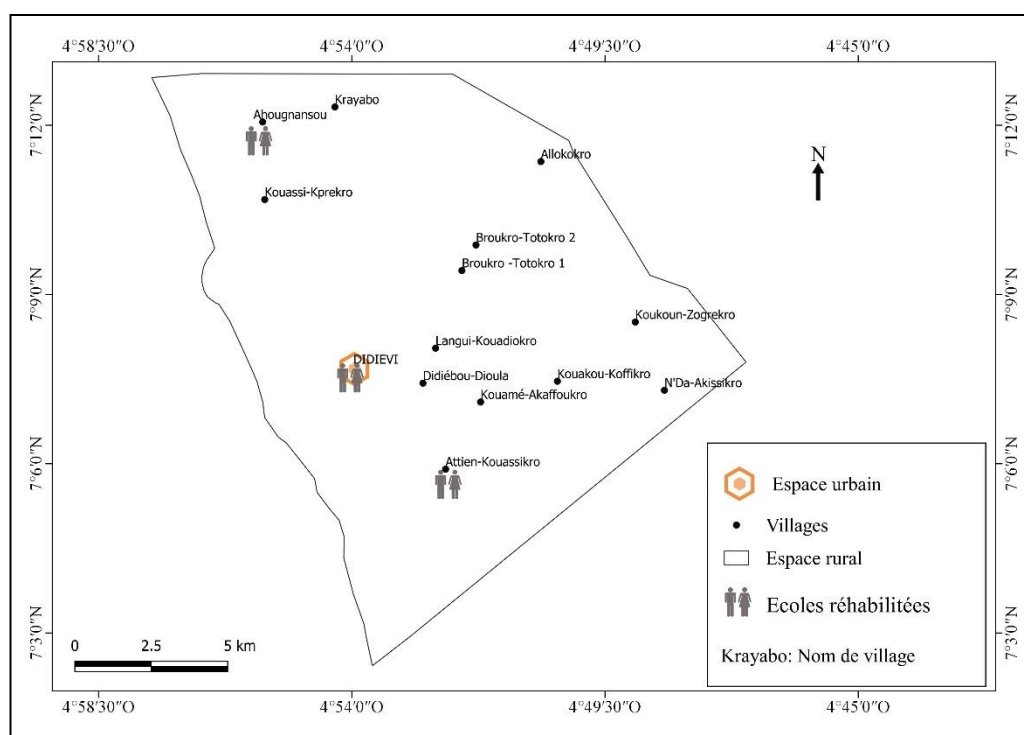 4°58'30"O 4°54'0"O 4°49'30"O 4°45'0"O
7°12'0"N 7°12'0"N
Krayabo
Ahougnansou
Allokokro
N
Kouassi-Kprekro
Broukro-Totokro 2
Broukro -Totokro 1
7°9'0"N 7°9'0"N
Koukoun-Zogrekro
Langui-Kouadiokro
DIDIEVI
Didiébou-Dioula
Kouakou-Koffikro
N'Da-Akissikro
Kouamé-Akaffoukro
7°6'0"N 7°6'0"N
Attien-Kouassikro
Espace urbain
Villages
Espace rural
Ecoles réhabilitées
Krayabo: Nom de village
7°3'0"N 7°3'0"N
0 2.5 5 km
4°58'30"O 4°54'0"O 4°49'30"O 4°45'0"O